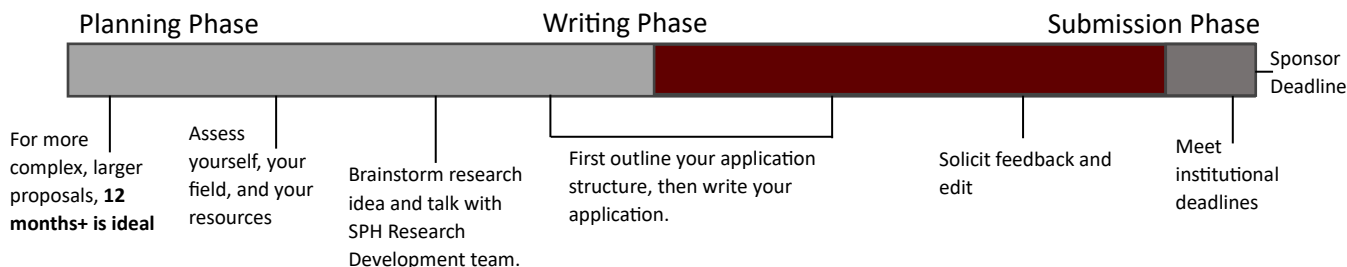 Planning Phase
Writing Phase
Submission Phase
Sponsor
Deadline
For more
complex, larger
proposals, 12
months+ is ideal
Assess
yourself, your
field, and your
resources
Brainstorm research
idea and talk with
SPH Research
Development team.
First outline your application
structure, then write your
application.
Solicit feedback and
edit
Meet
institutional
deadlines